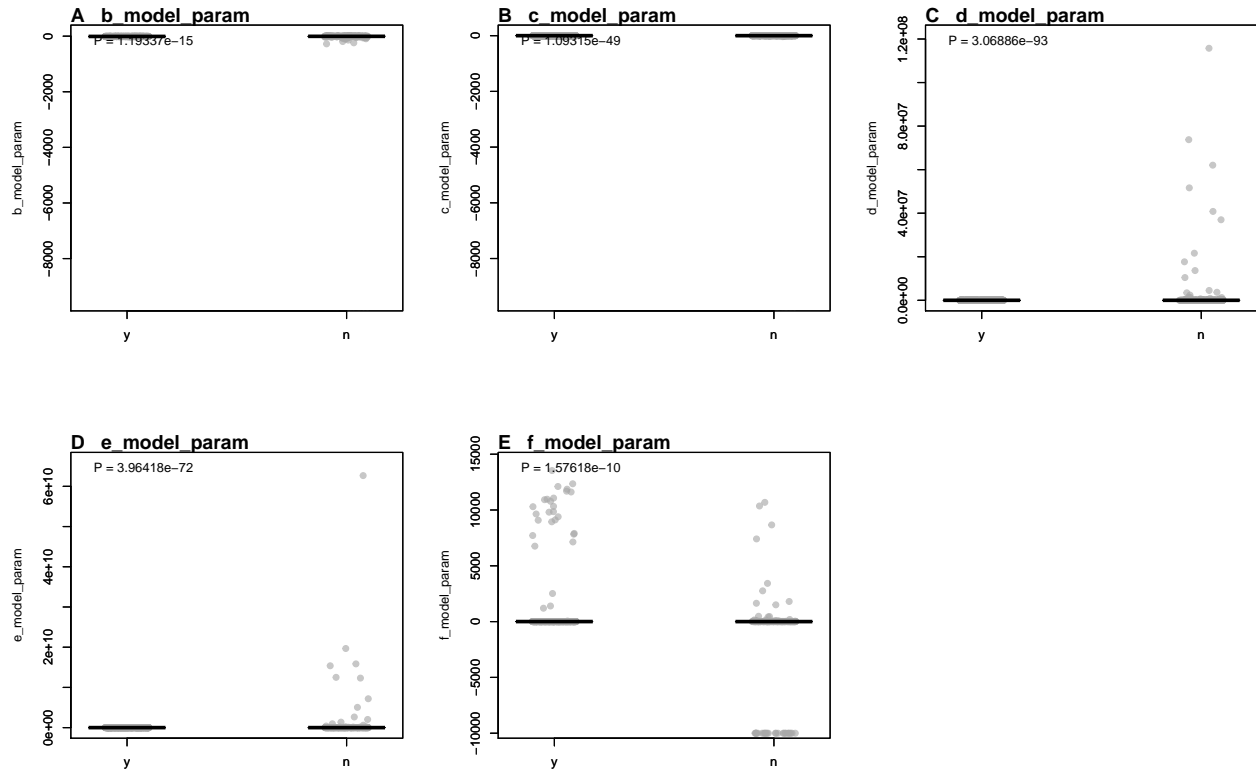 A b_model_param
P = 1.19337e−15
b_model_param
0
−2000
−4000
−6000
−8000
y
n
B c_model_param
P = 1.09315e−49
c_model_param
0
−2000
−4000
−6000
−8000
y
n
C d_model_param
P = 3.06886e−93
d_model_param
1.2e+08
8.0e+07
4.0e+07
0.0e+00
y
n
D e_model_param
P = 3.96418e−72
e_model_param
6e+10
4e+10
2e+10
0e+00
y
n
E f_model_param
P = 1.57618e−10
f_model_param
15000
10000
5000
0
−5000
−10000
y
n